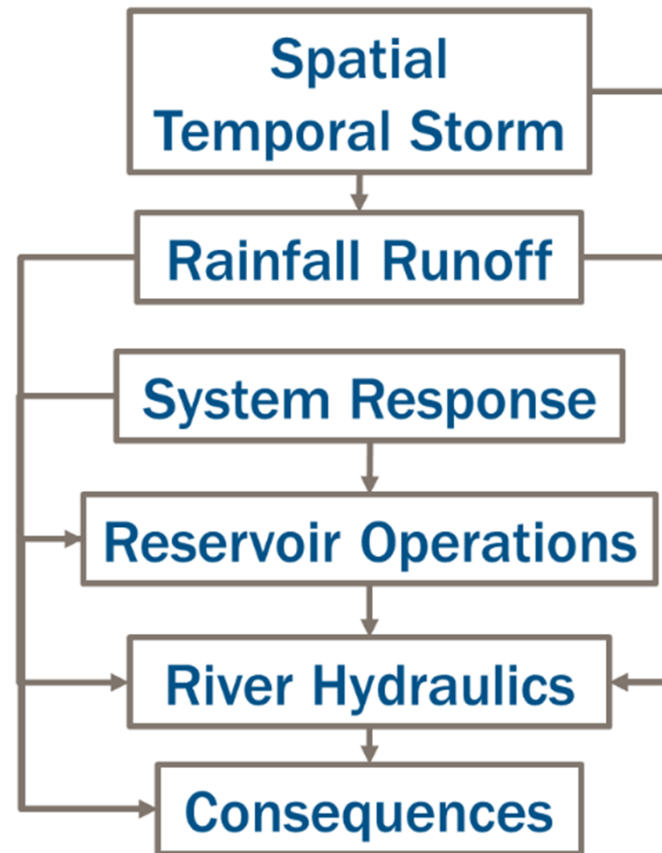 Spatial
Temporal Storm
Rainfall Runoff
System Response
Reservoir Operations
River Hydraulics
Consequences